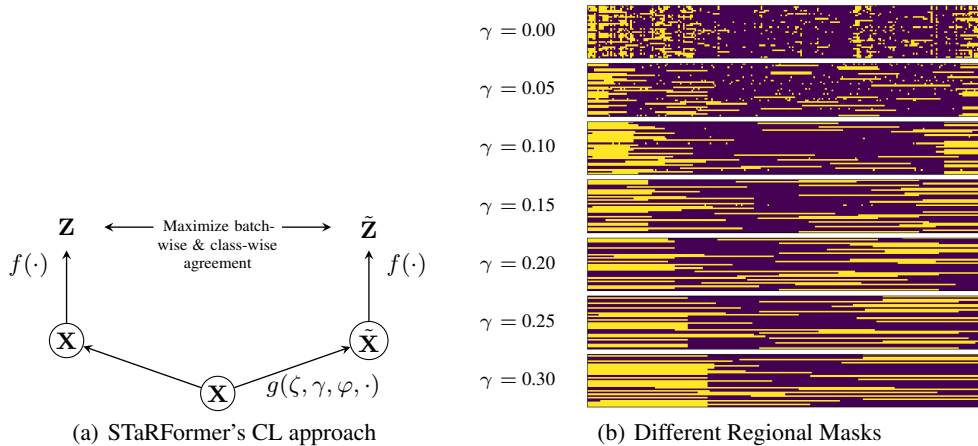 Z
Maximize batch-
wise & class-wise
agreement
Z̃
f(·)
f(·)
X
X̃
X
g(ζ, γ, φ, ·)
(a) STaRFormer's CL approach
γ = 0.00
γ = 0.05
γ = 0.10
γ = 0.15
γ = 0.20
γ = 0.25
γ = 0.30
(b) Different Regional Masks